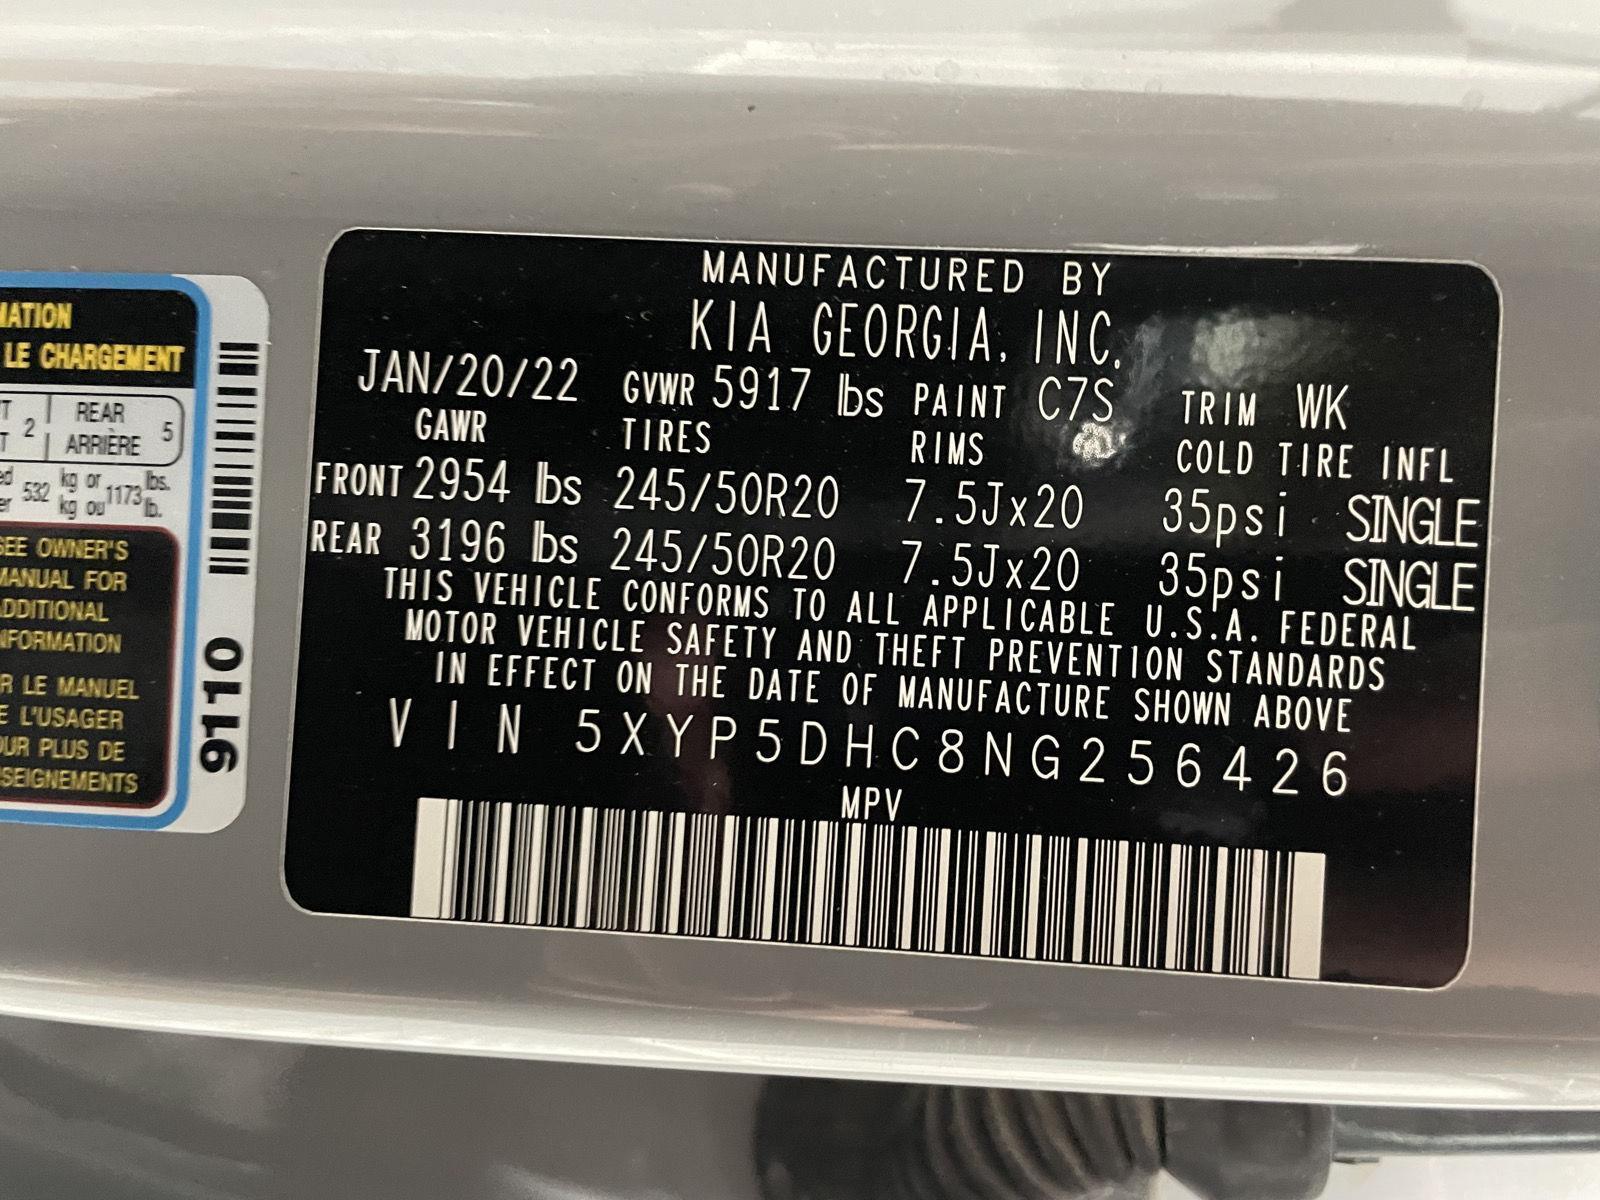 MATION
LE CHARGEMENT
2 REAR 5
ARRIÈRE
532 kg or 1173 lbs.
kg ou lb.
SEE OWNER'S
MANUAL FOR
ADDITIONAL
INFORMATION
LE MANUEL
L'USAGER
PLUS DE
9110
MANUFACTURED BY
KIA GEORGIA, INC.
JAN/20/22 GVWR 5917 lbs PAINT C7S TRIM WK
GAWR TIRES RIMS COLD TIRE INFL
FRONT 2954 lbs 245/50R20 7.5Jx20 35psi SINGLE
REAR 3196 lbs 245/50R20 7.5Jx20 35psi SINGLE
THIS VEHICLE CONFORMS TO ALL APPLICABLE U.S.A. FEDERAL
MOTOR VEHICLE SAFETY AND THEFT PREVENTION STANDARDS
IN EFFECT ON THE DATE OF MANUFACTURE SHOWN ABOVE
VIN 5XYP5DHC8NG256426
MPV